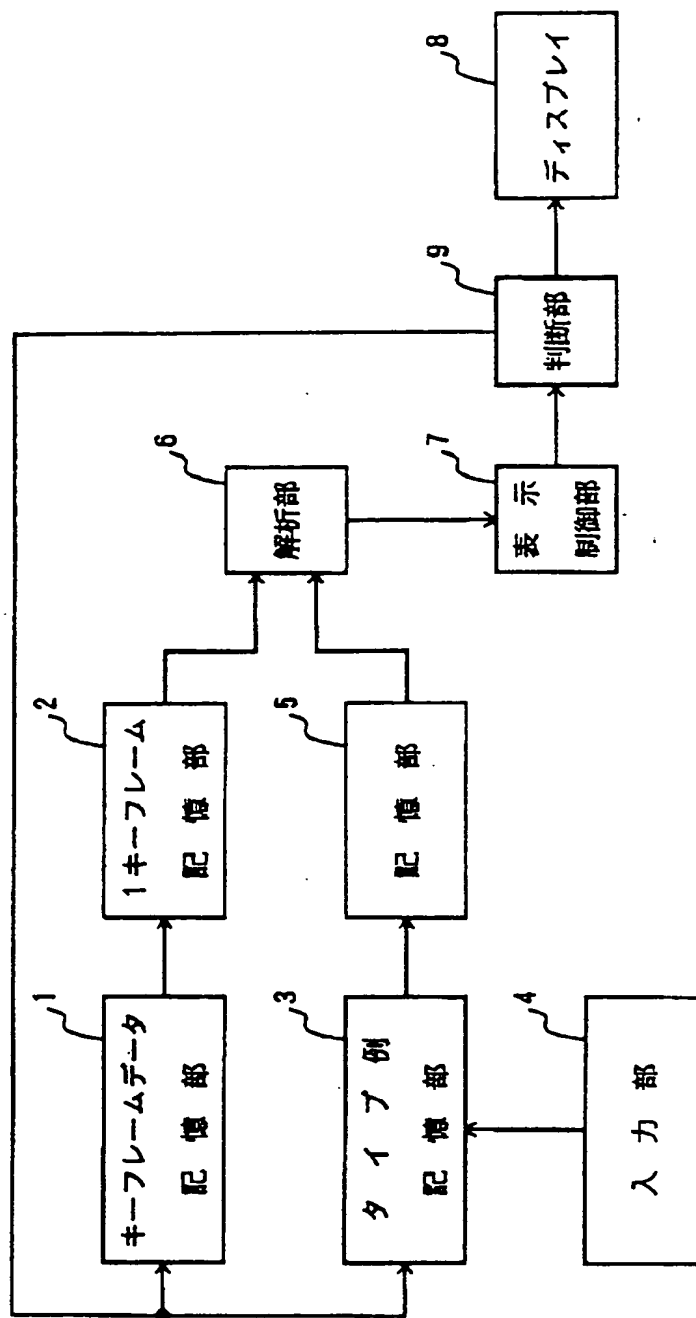 1
キーフレームデータ
記憶部
2
1キーフレーム
記憶部
3
タイプ例
記憶部
4
入力部
5
記憶部
6
解析部
7
表示
制御部
9
判断部
8
ディスプレイ